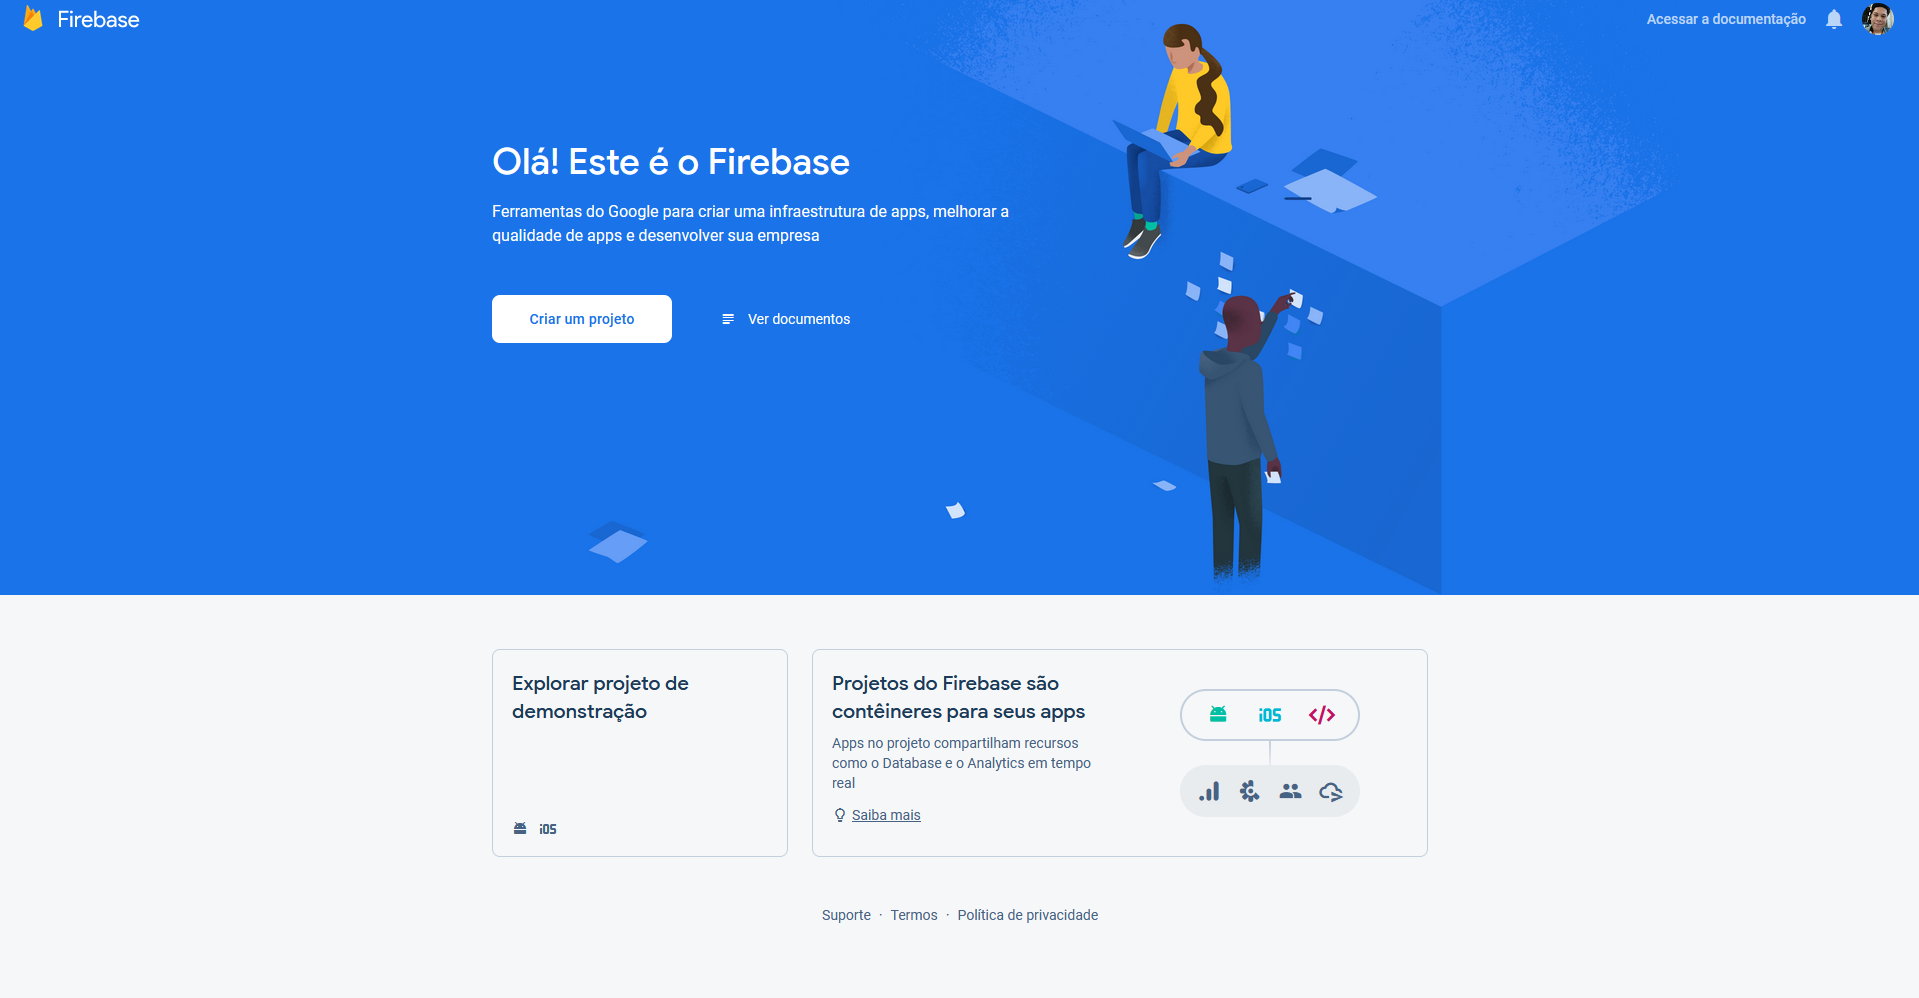 Firebase
Acessar a documentação
Olá! Este é o Firebase
Ferramentas do Google para criar uma infraestrutura de apps, melhorar a
qualidade de apps e desenvolver sua empresa
Criar um projeto
Ver documentos
Explorar projeto de
demonstração
iOS
Projetos do Firebase são
contêineres para seus apps
Apps no projeto compartilham recursos
como o Database e o Analytics em tempo
real
Saiba mais
iOS </>
Suporte · Termos · Política de privacidade